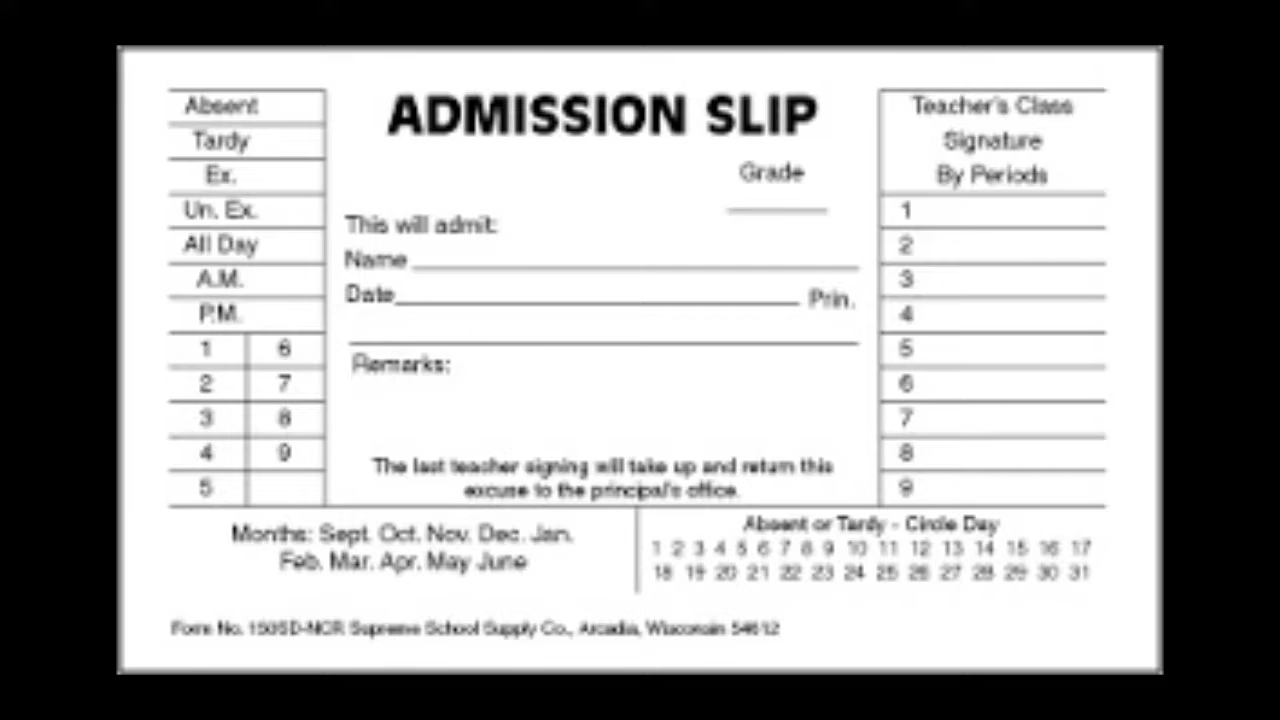 ADMISSION SLIP
Absent
Tardy
Ex.
Un. Ex.
All Day
A.M.
P.M.
1 6
2 7
3 8
4 9
5
Grade
This will admit:
Name
Date Prin.
Remarks:
The last teacher signing will take up and return this
excuse to the principal's office.
Teacher's Class
Signature
By Periods
1
2
3
4
5
6
7
8
9
Months: Sept. Oct. Nov. Dec. Jan.
Feb. Mar. Apr. May June
Absent or Tardy - Circle Day
1 2 3 4 5 6 7 8 9 10 11 12 13 14 15 16 17
18 19 20 21 22 23 24 25 26 27 28 29 30 31
Form No. Supreme School Supply Co., Arcadia, Wisconsin 54612